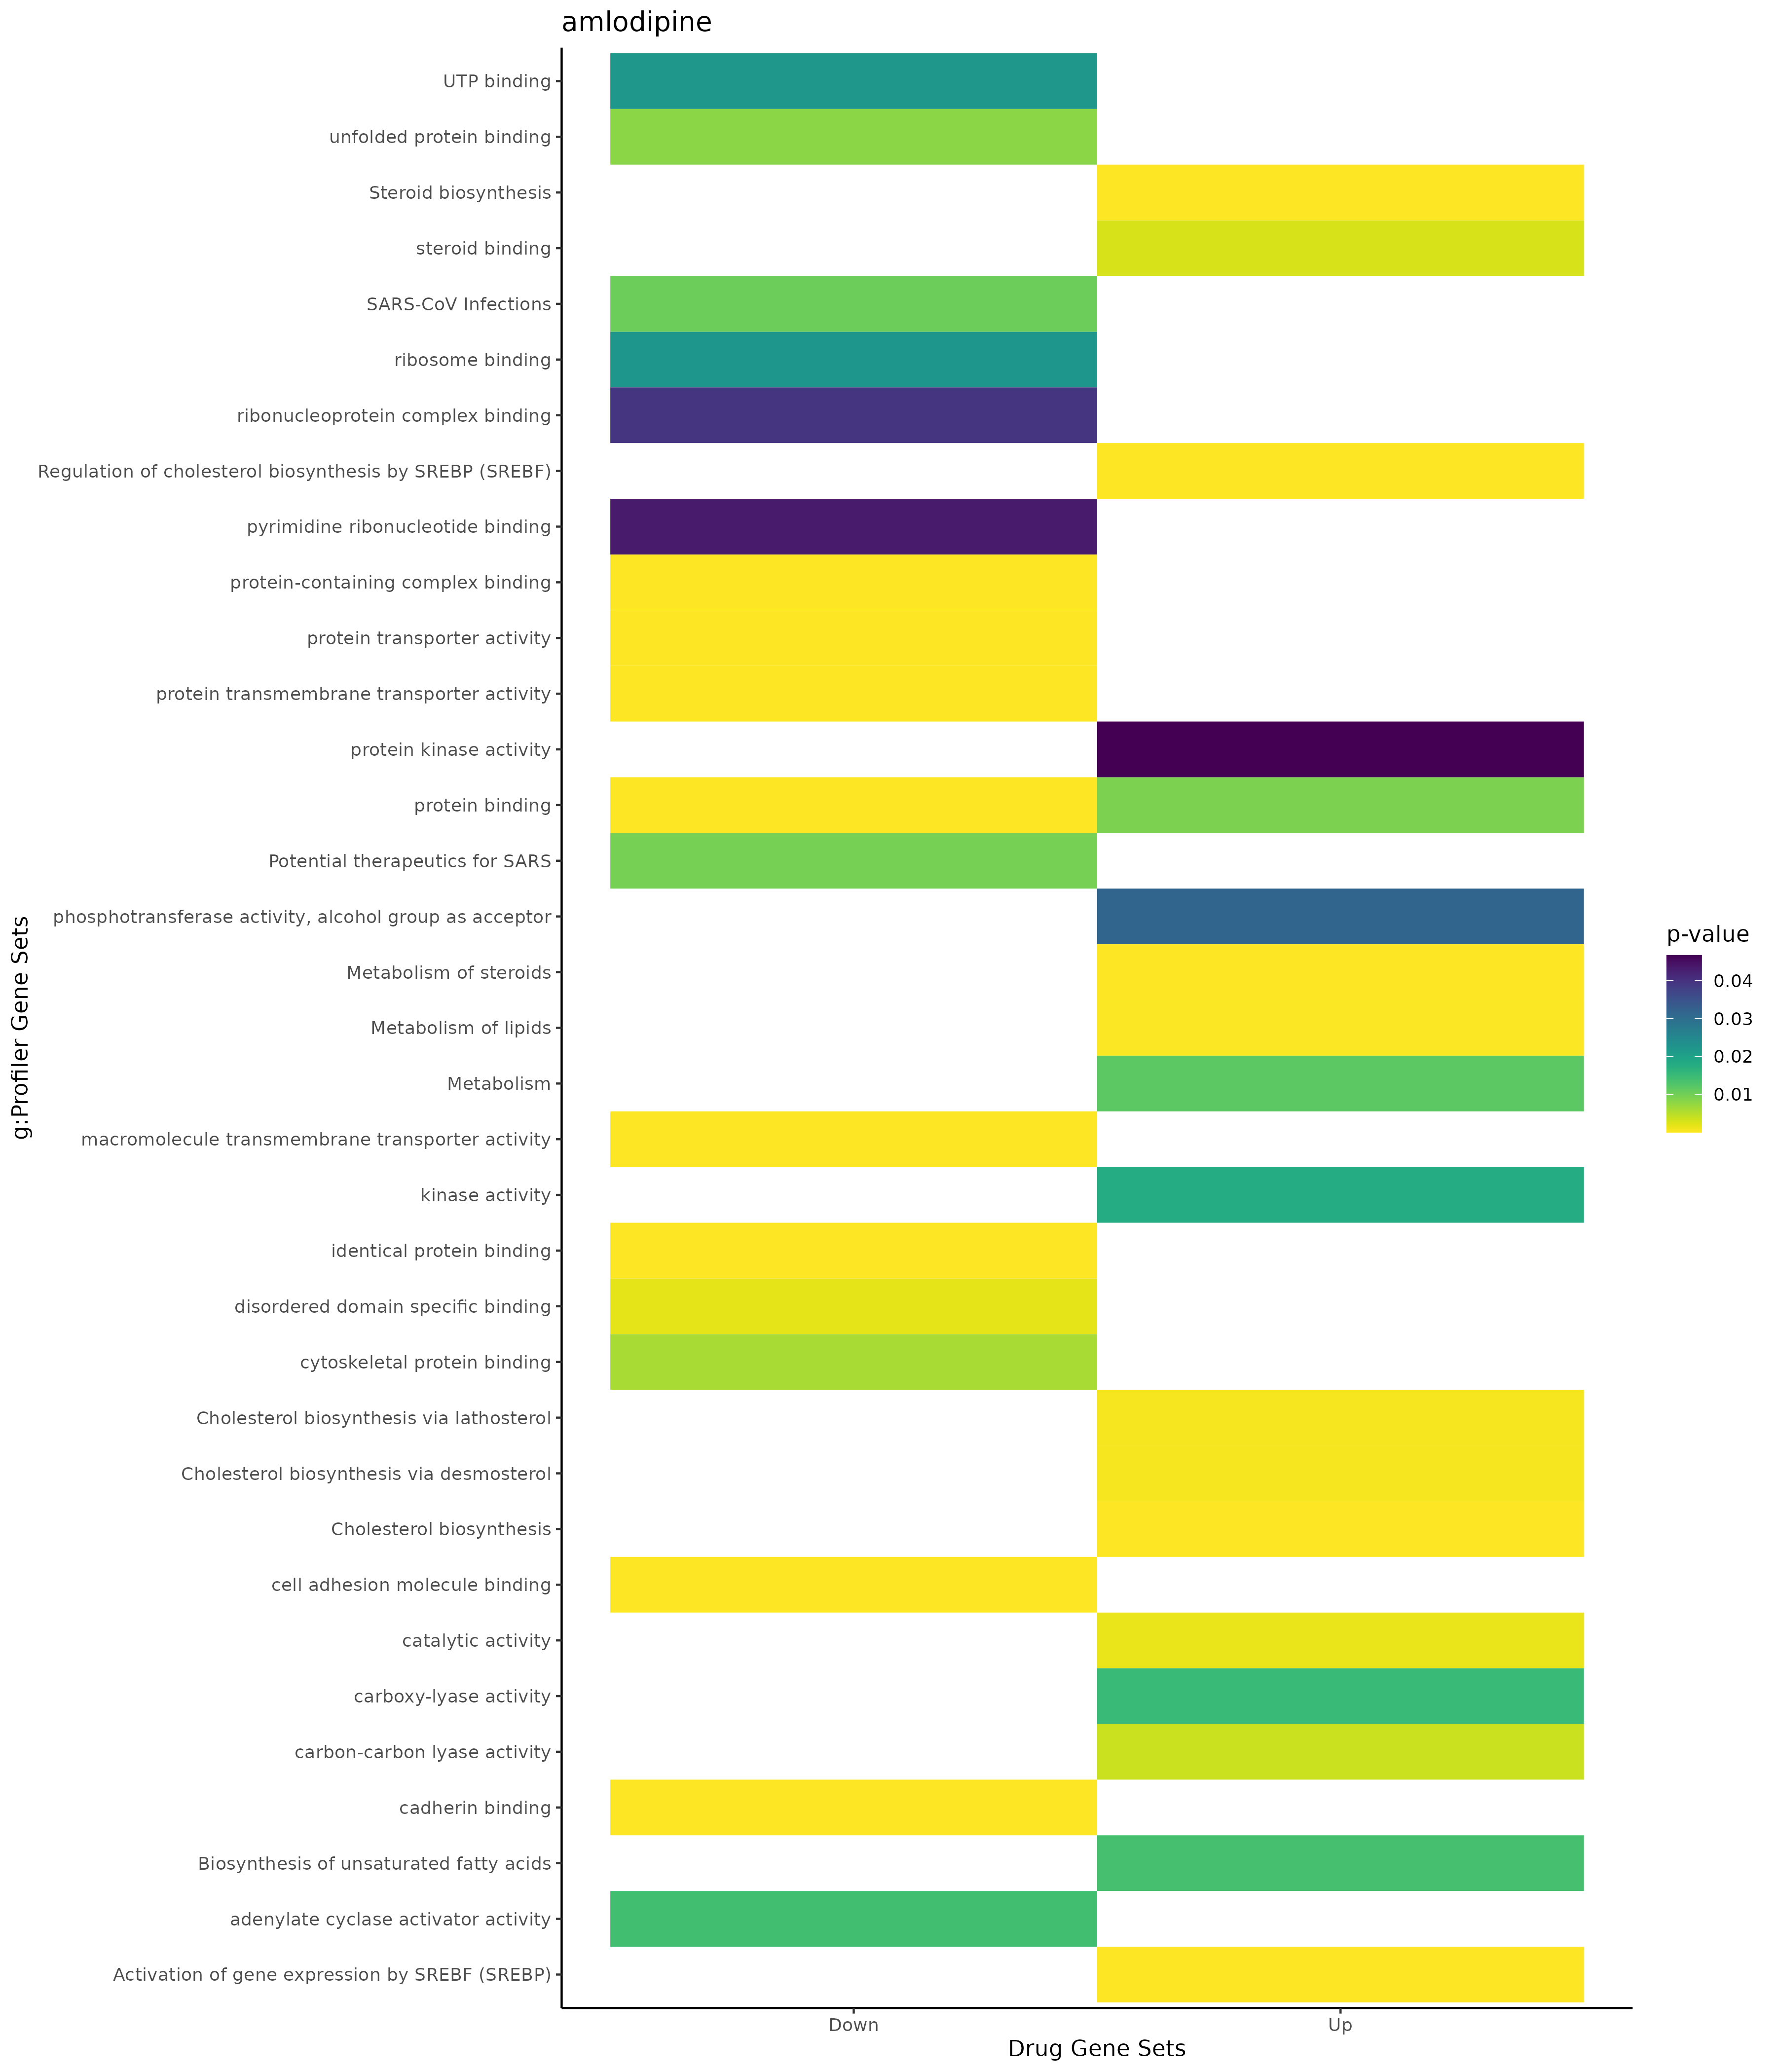 amlodipine
UTP binding
unfolded protein binding
Steroid biosynthesis
steroid binding
SARS-CoV Infections
ribosome binding
ribonucleoprotein complex binding
Regulation of cholesterol biosynthesis by SREBP (SREBF)
pyrimidine ribonucleotide binding
protein-containing complex binding
protein transporter activity
protein transmembrane transporter activity
protein kinase activity
protein binding
Potential therapeutics for SARS
phosphotransferase activity, alcohol group as acceptor
Metabolism of steroids
Metabolism of lipids
Metabolism
macromolecule transmembrane transporter activity
kinase activity
identical protein binding
disordered domain specific binding
cytoskeletal protein binding
Cholesterol biosynthesis via lathosterol
Cholesterol biosynthesis via desmosterol
Cholesterol biosynthesis
cell adhesion molecule binding
catalytic activity
carboxy-lyase activity
carbon-carbon lyase activity
cadherin binding
Biosynthesis of unsaturated fatty acids
adenylate cyclase activator activity
Activation of gene expression by SREBF (SREBP)
g:Profiler Gene Sets
Down
Up
Drug Gene Sets
p-value
0.04
0.03
0.02
0.01